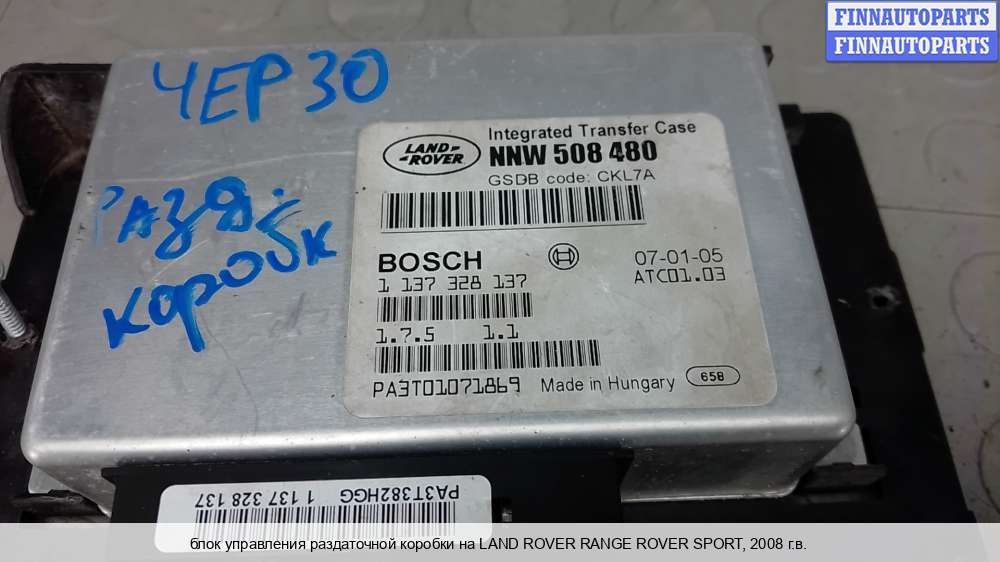 FINNAUTOPARTS
FINNAUTOPARTS
ЧЕР 30
РАЗД.
КОРОБК
LAND
ROVER
Integrated Transfer Case
NNW 508 480
GSDB code: CKL7A
BOSCH
07-01-05
1 137 328 137
ATC01.03
1.7.5 1.1
PA3T01071869 Made in Hungary 658
PA3T382HGG 1 137 328 137
блок управления раздаточной коробки на LAND ROVER RANGE ROVER SPORT, 2008 г.в.